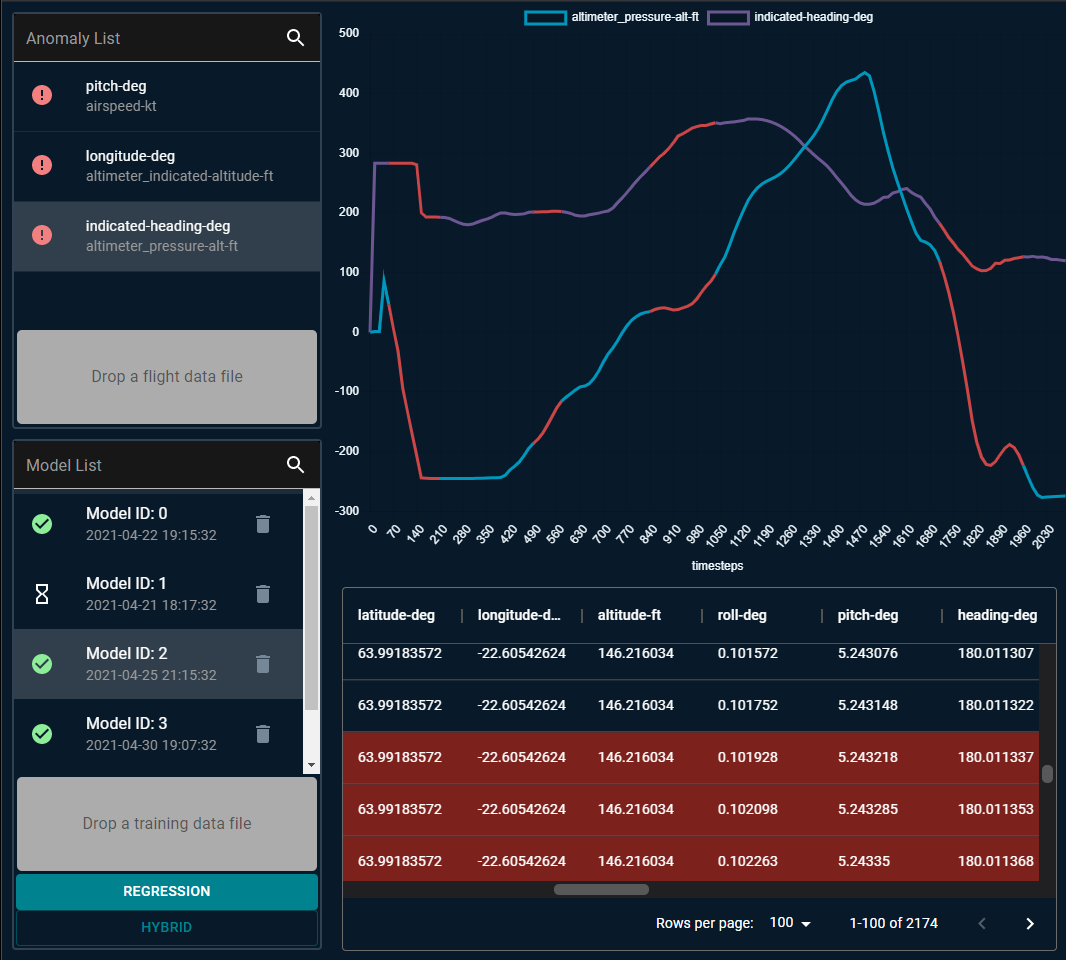 Anomaly List
pitch-deg
airspeed-kt
longitude-deg
altimeter_indicated-altitude-ft
indicated-heading-deg
altimeter_pressure-alt-ft
Drop a flight data file
Model List
Model ID: 0
2021-04-22 19:15:32
Model ID: 1
2021-04-21 18:17:32
Model ID: 2
2021-04-25 21:15:32
Model ID: 3
2021-04-30 19:07:32
Drop a training data file
REGRESSION
HYBRID
altimeter_pressure-alt-ft indicated-heading-deg
500
400
300
200
100
0
-100
-200
-300
0 70 140 210 280 350 420 490 560 630 700 770 840 910 980 1050 1120 1190 1260 1330 1400 1470 1540 1610 1680 1750 1820 1890 1960 2030
timesteps
latitude-deg longitude-d... altitude-ft roll-deg pitch-deg heading-deg
63.99183572 -22.60542624 146.216034 0.101572 5.243076 180.011307
63.99183572 -22.60542624 146.216034 0.101752 5.243148 180.011322
63.99183572 -22.60542624 146.216034 0.101928 5.243218 180.011337
63.99183572 -22.60542624 146.216034 0.102098 5.243285 180.011353
63.99183572 -22.60542624 146.216034 0.102263 5.24335 180.011368
Rows per page: 100 1-100 of 2174